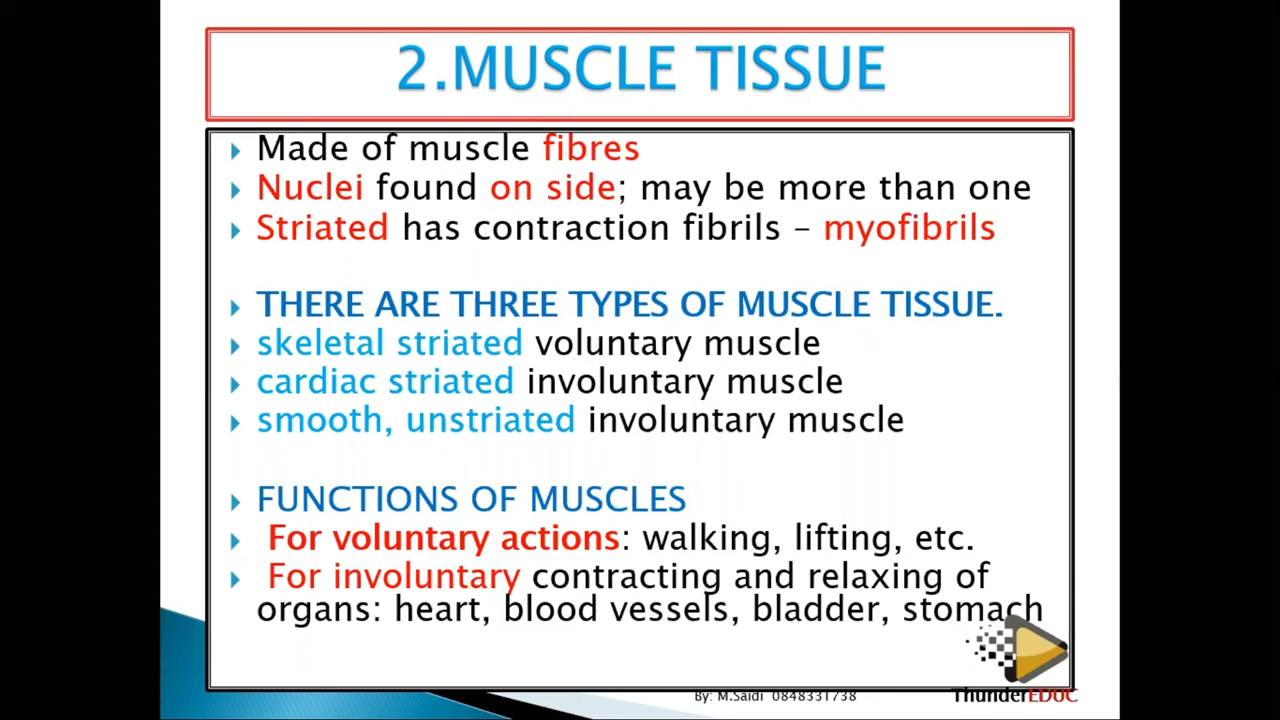 2.MUSCLE TISSUE
Made of muscle fibres
Nuclei found on side; may be more than one
Striated has contraction fibrils – myofibrils
THERE ARE THREE TYPES OF MUSCLE TISSUE.
skeletal striated voluntary muscle
cardiac striated involuntary muscle
smooth, unstriated involuntary muscle
FUNCTIONS OF MUSCLES
For voluntary actions: walking, lifting, etc.
For involuntary contracting and relaxing of
organs: heart, blood vessels, bladder, stomach
By: M.Saidi 0848331738
ThunderEDUC